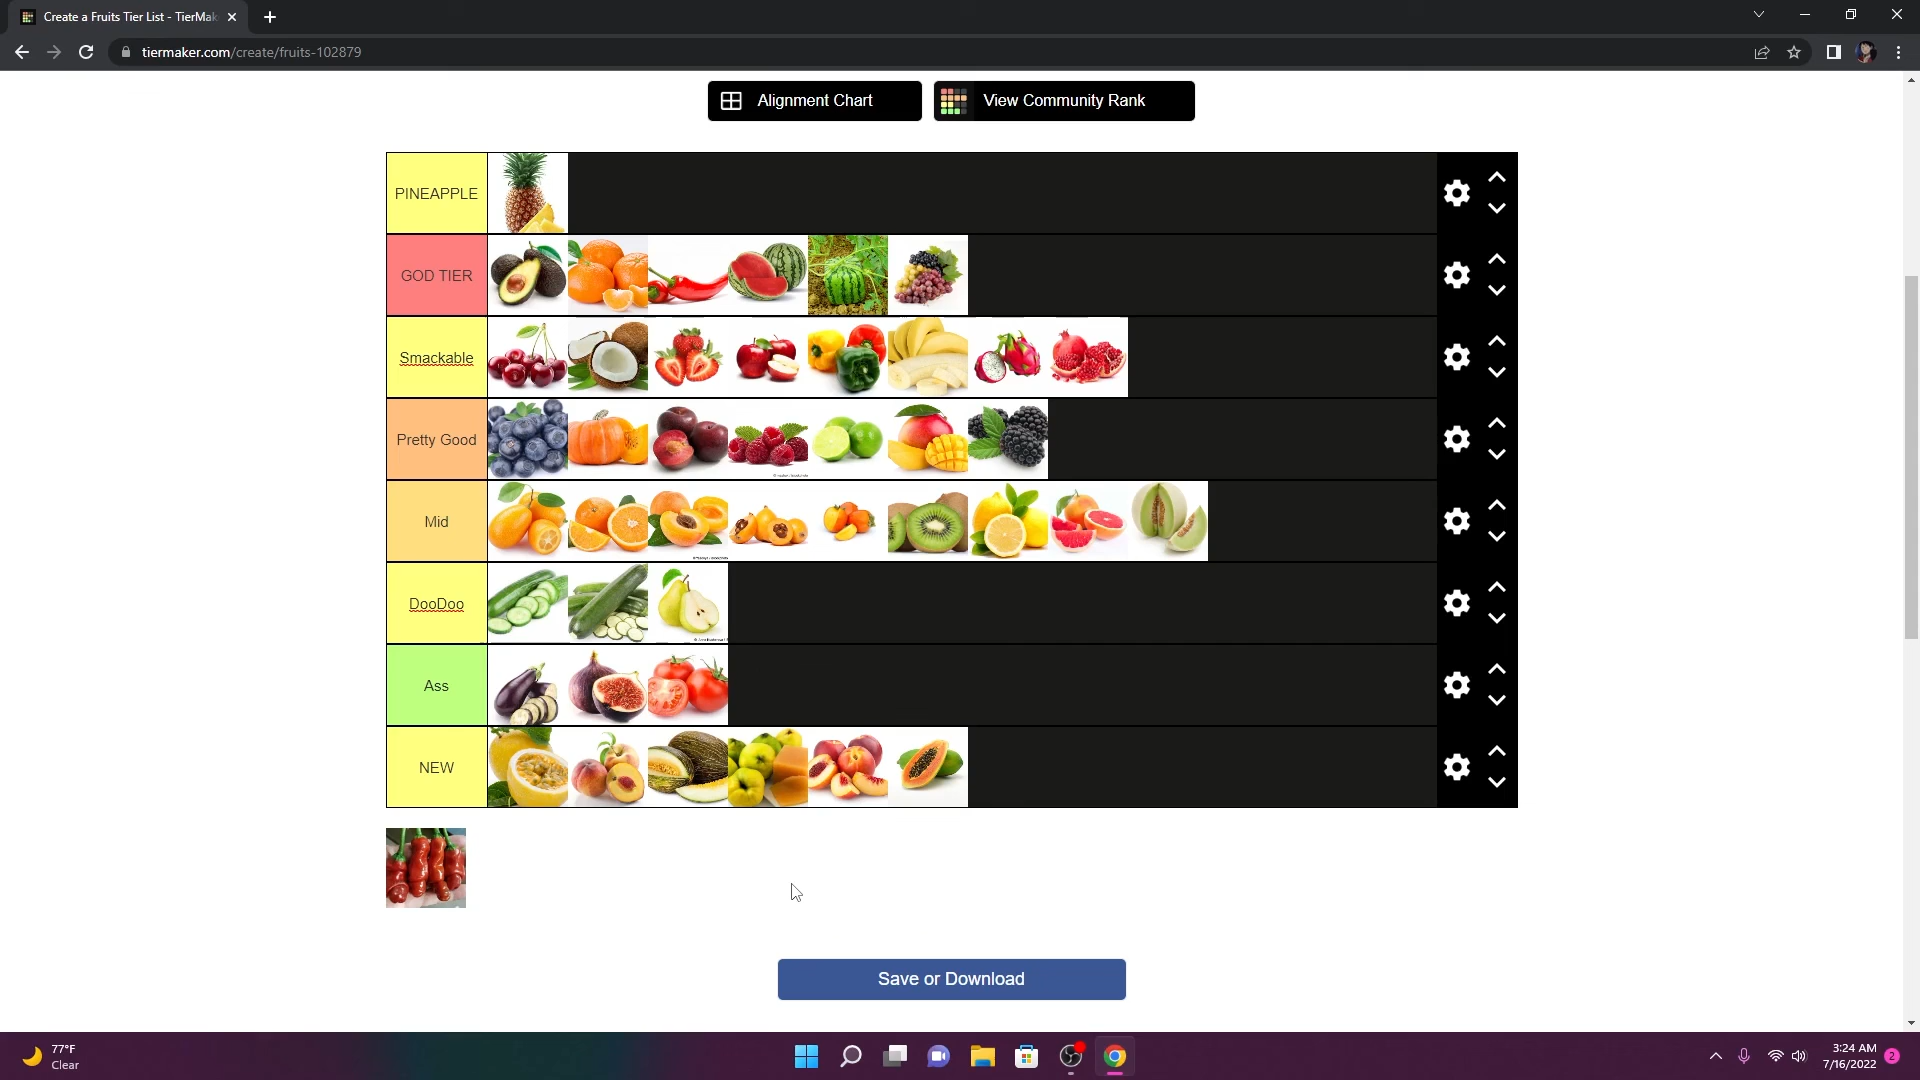 Create a Fruits Tier List - TierMak
tiermaker.com/create/fruits-102879
Alignment Chart
View Community Rank
PINEAPPLE
GOD TIER
Smackable
Pretty Good
Mid
DooDoo
Ass
NEW
Save or Download
77°F
Clear
3:24 AM
7/16/2022
2